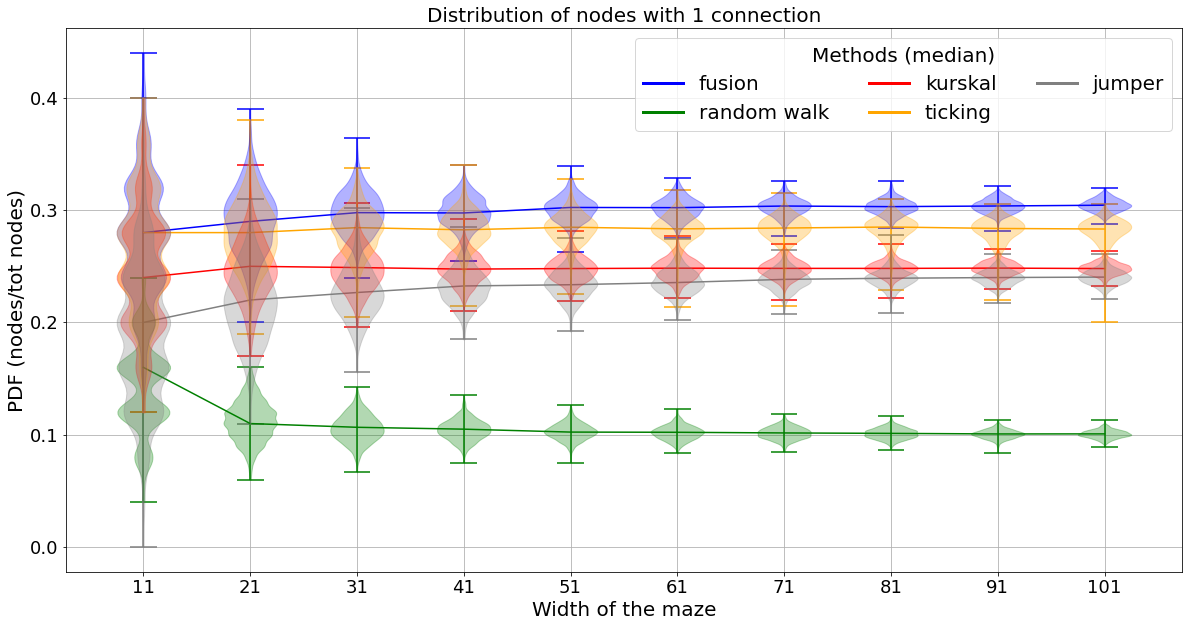 Distribution of nodes with 1 connection
Methods (median)
fusion kurskal jumper
random walk ticking
PDF (nodes/tot nodes)
0.4
0.3
0.2
0.1
0.0
11 21 31 41 51 61 71 81 91 101
Width of the maze